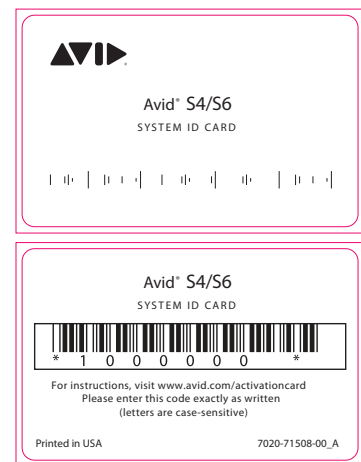 AVID
Avid® S4/S6
SYSTEM ID CARD
Avid® S4/S6
SYSTEM ID CARD
* 1 0 0 0 0 0 0 *
For instructions, visit www.avid.com/activationcard
Please enter this code exactly as written
(letters are case-sensitive)
Printed in USA
7020-71508-00_A